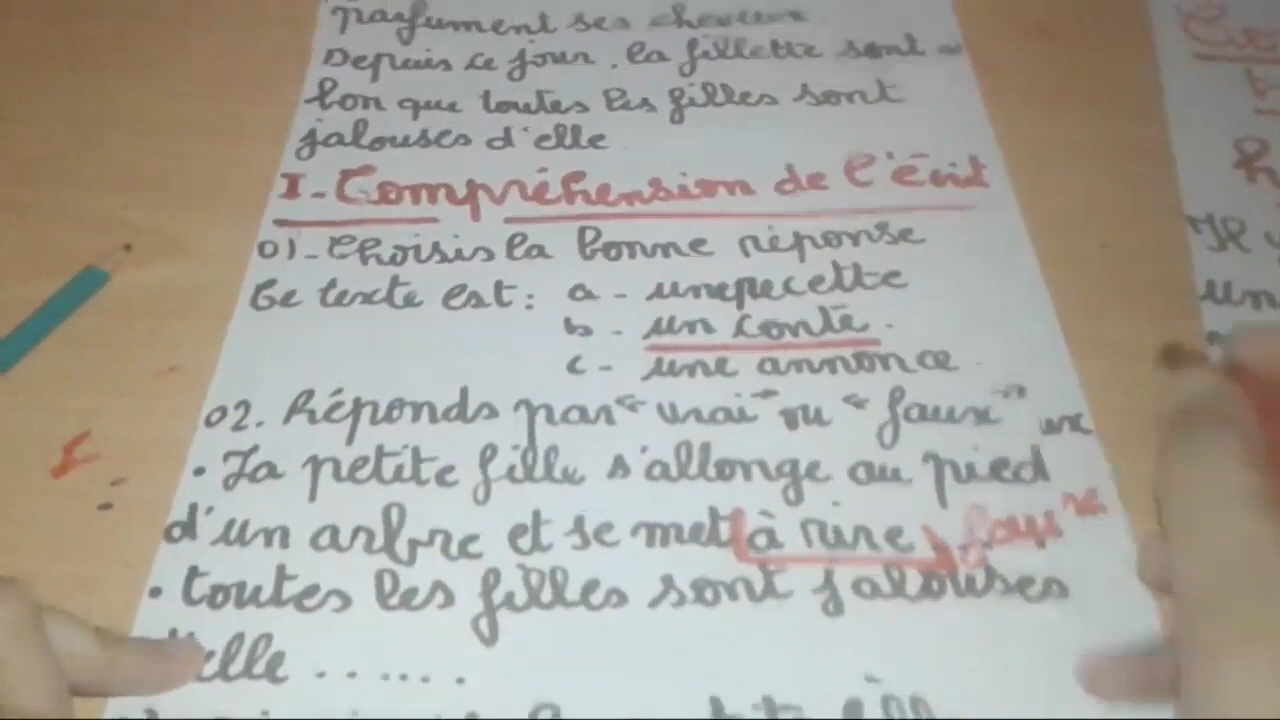 parfument ses cheveux
Depuis ce jour, la fillette sent
bon que toutes les filles sont
jalouses d'elle
I-Compréhension de l'écrit
01-Choisis la bonne réponse
Ce texte est: a - une recette
b - un conte.
c - une annonce
02. Réponds par "vrai" ou "faux"
• La petite fille s'allonge au pied
d'un arbre et se met à rire faux
• toutes les filles sont jalouses
d'elle ......
Il
un